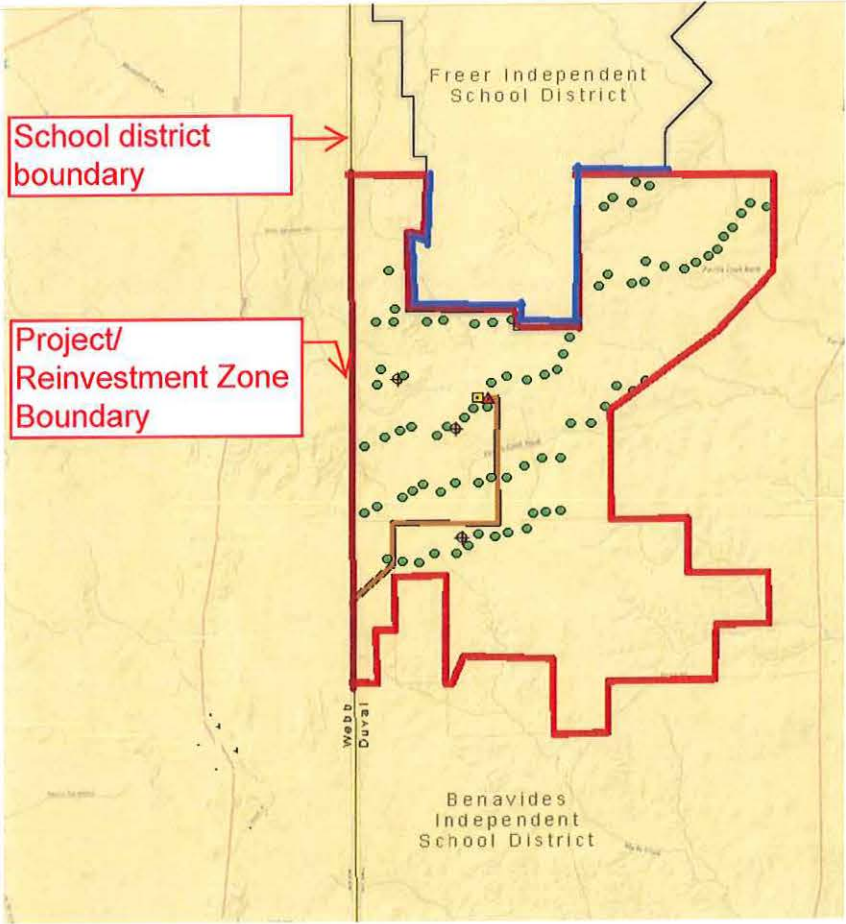 Freer Independent
School District
School district
boundary
Project/
Reinvestment Zone
Boundary
Webb
Duval
Benavides
Independent
School District